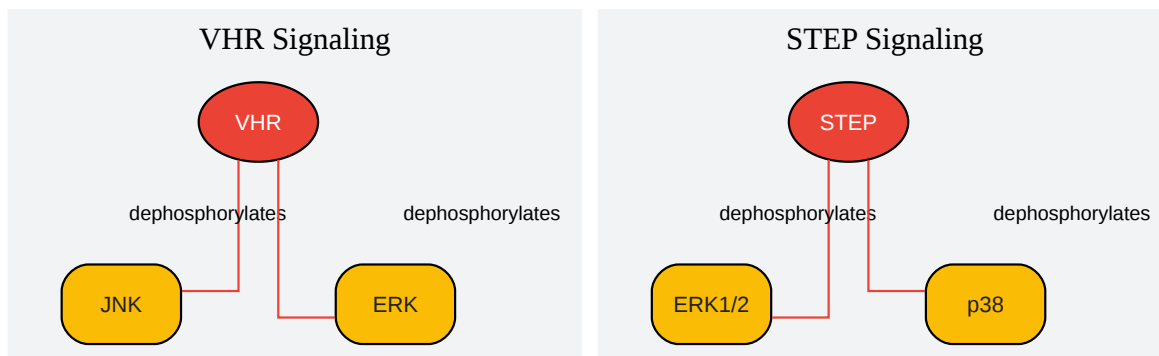 VHR Signaling
VHR
dephosphorylates
dephosphorylates
JNK
ERK
STEP Signaling
STEP
dephosphorylates
dephosphorylates
ERK1/2
p38